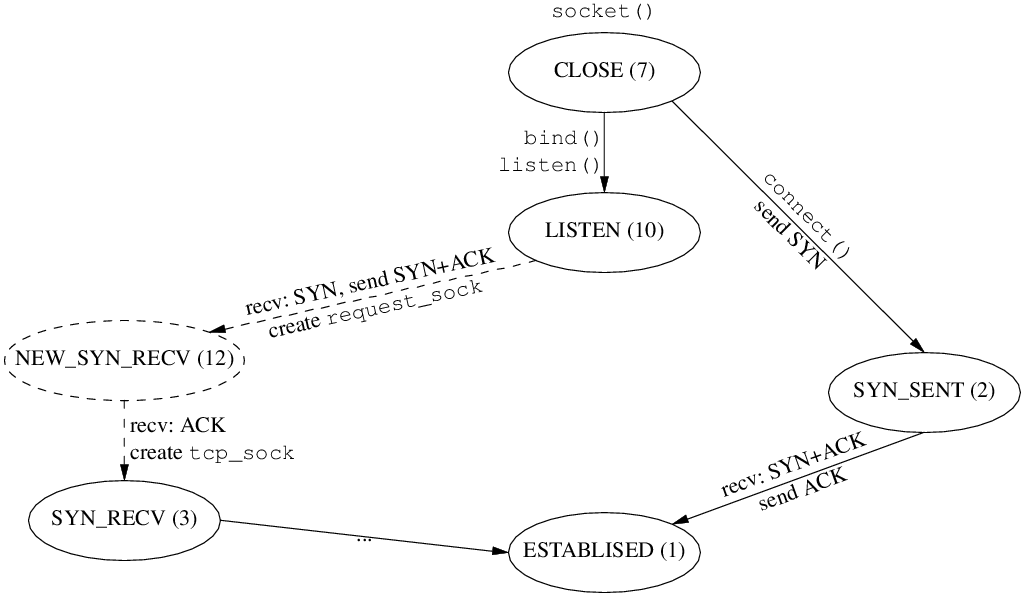 socket()
CLOSE (7)
bind()
listen()
connect()
send SYN
LISTEN (10)
recv: SYN, send SYN+ACK
create request_sock
NEW_SYN_RECV (12)
SYN_SENT (2)
recv: ACK
create tcp_sock
recv: SYN+ACK
send ACK
SYN_RECV (3)
...
ESTABLISED (1)